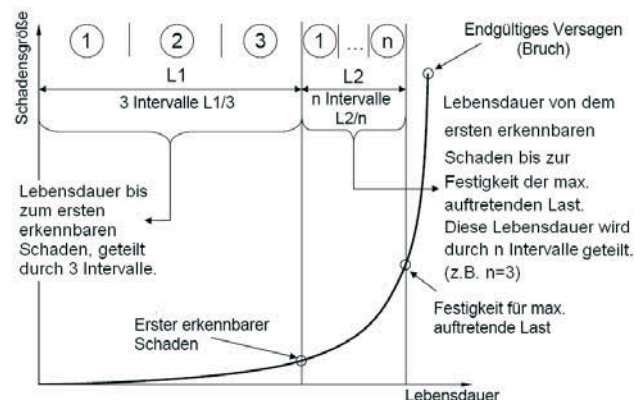 Schadensgröße
1 2 3 1 ... n
L1
3 Intervalle L1/3
L2
n Intervalle
L2/n
Endgültiges Versagen
(Bruch)
Lebensdauer von dem
ersten erkennbaren
Schaden bis zur
Festigkeit der max.
auftretenden Last.
Diese Lebensdauer wird
durch n Intervalle geteilt.
(z.B. n=3)
Lebensdauer bis
zum ersten
erkennbaren
Schaden, geteilt
durch 3 Intervalle.
Erster erkennbarer
Schaden
Festigkeit für max.
auftretende Last
Lebensdauer